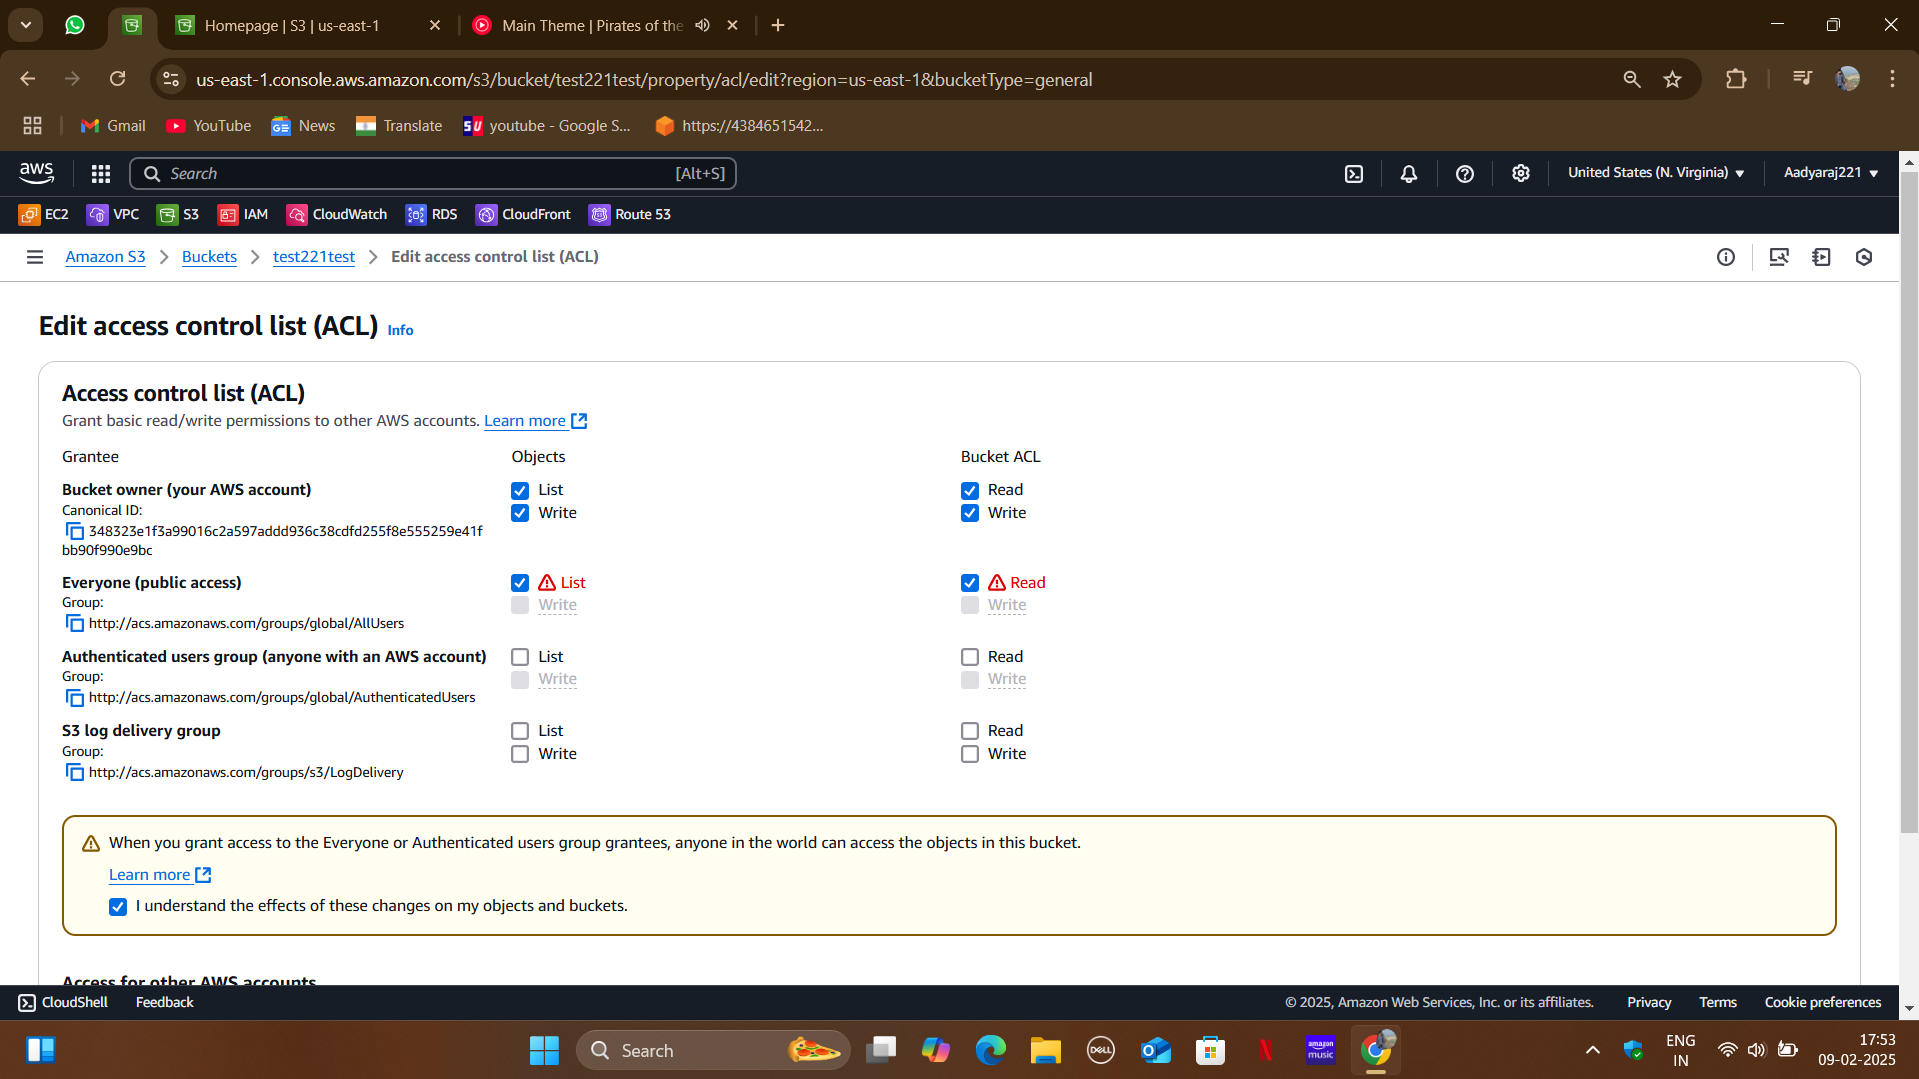 Homepage | S3 | us-east-1
Main Theme | Pirates of the
us-east-1.console.aws.amazon.com/s3/bucket/test221test/property/acl/edit?region=us-east-1&bucketType=general
Gmail
YouTube
News
Translate
SU
youtube - Google S...
https://4384651542...
aws
Search
[Alt+S]
United States (N. Virginia)
Aadyaraj221
EC2
VPC
S3
IAM
CloudWatch
RDS
CloudFront
Route 53
Amazon S3
Buckets
test221test
Edit access control list (ACL)
Edit access control list (ACL) Info
Access control list (ACL)
Grant basic read/write permissions to other AWS accounts. Learn more
Grantee
Objects
Bucket ACL
Bucket owner (your AWS account)
Canonical ID:
348323e1f3a99016c2a597addd936c38cdfd255f8e555259e41f
bb90f990e9bc
List
Write
Read
Write
Everyone (public access)
Group:
http://acs.amazonaws.com/groups/global/AllUsers
List
Write
Read
Write
Authenticated users group (anyone with an AWS account)
Group:
http://acs.amazonaws.com/groups/global/AuthenticatedUsers
List
Write
Read
Write
S3 log delivery group
Group:
http://acs.amazonaws.com/groups/s3/LogDelivery
List
Write
Read
Write
When you grant access to the Everyone or Authenticated users group grantees, anyone in the world can access the objects in this bucket.
Learn more
I understand the effects of these changes on my objects and buckets.
Access for other AWS accounts
CloudShell
Feedback
© 2025, Amazon Web Services, Inc. or its affiliates.
Privacy
Terms
Cookie preferences
Search
DELL
amazon
music
ENG
IN
17:53
09-02-2025